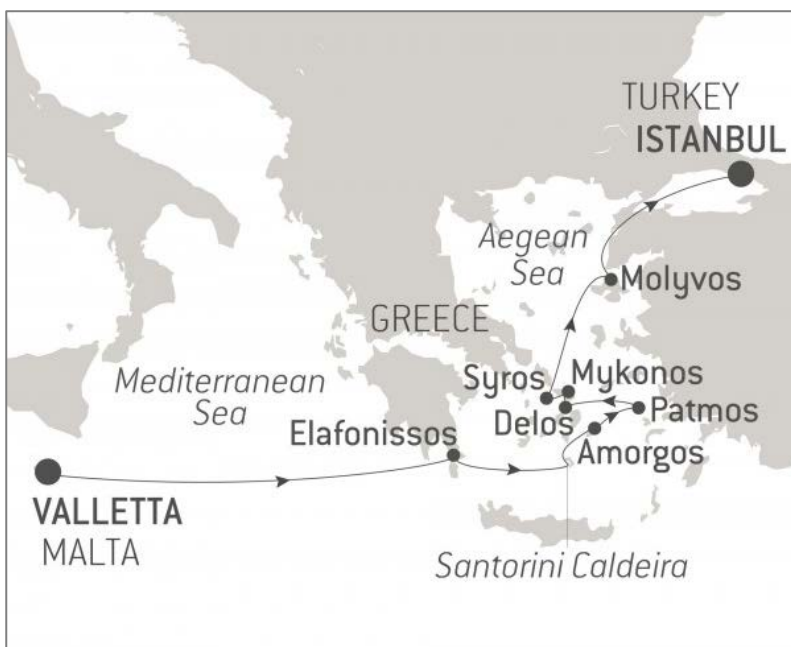 TURKEY
ISTANBUL
Aegean
Sea
Molyvos
GREECE
Mediterranean
Sea
Syros
Mykonos
Delos
Patmos
Elafonissos
Amorgos
VALLETTA
MALTA
Santorini Caldeira